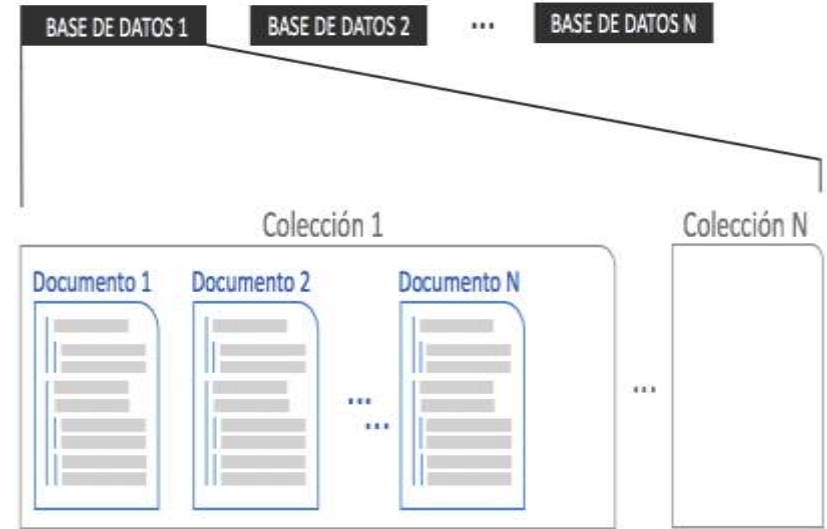 BASE DE DATOS 1 BASE DE DATOS 2 ... BASE DE DATOS N
Colección 1 Colección N
Documento 1 Documento 2 Documento N
... ...
...